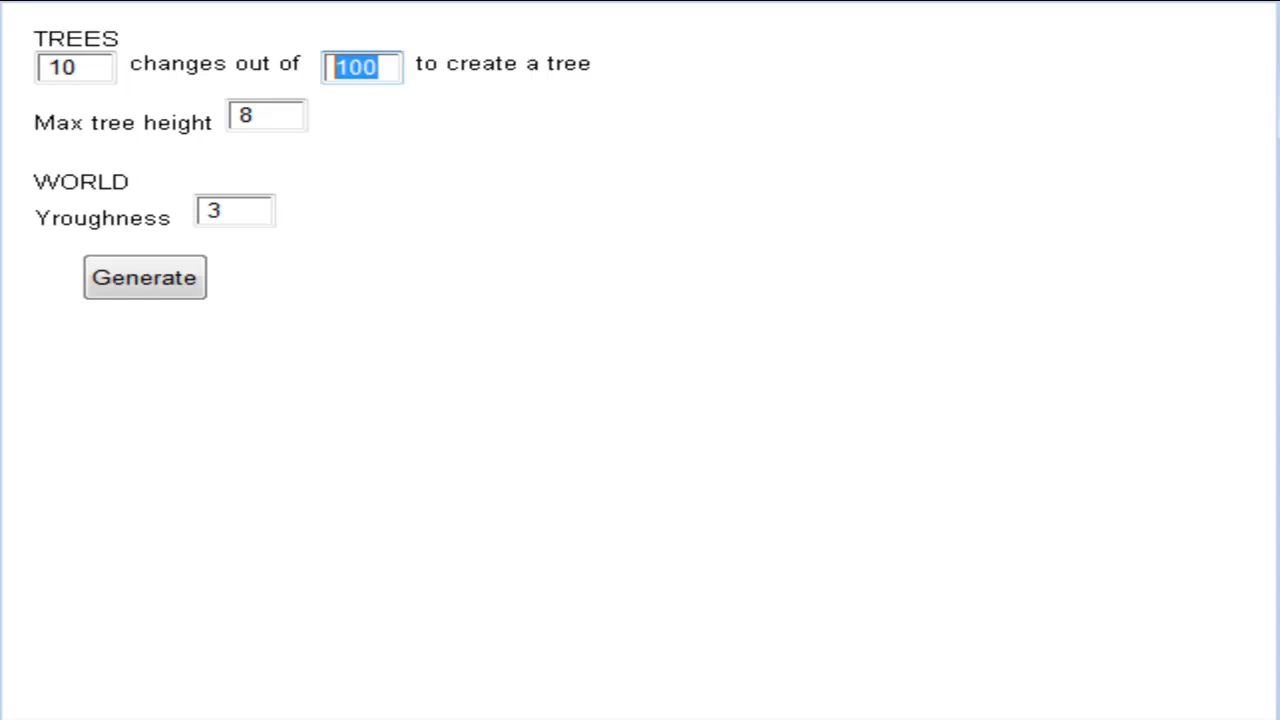 TREES
10 changes out of 100 to create a tree
Max tree height 8
WORLD
Yroughness 3
Generate